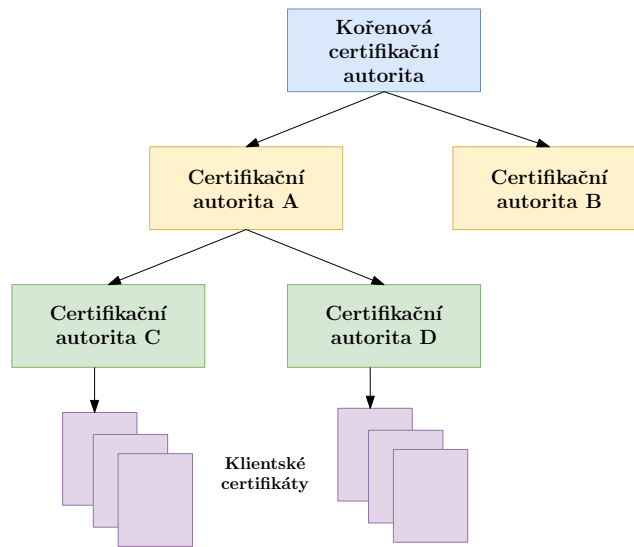 Kořenová
certifikační
autorita
Certifikační
autorita A
Certifikační
autorita B
Certifikační
autorita C
Certifikační
autorita D
Klientské
certifikáty